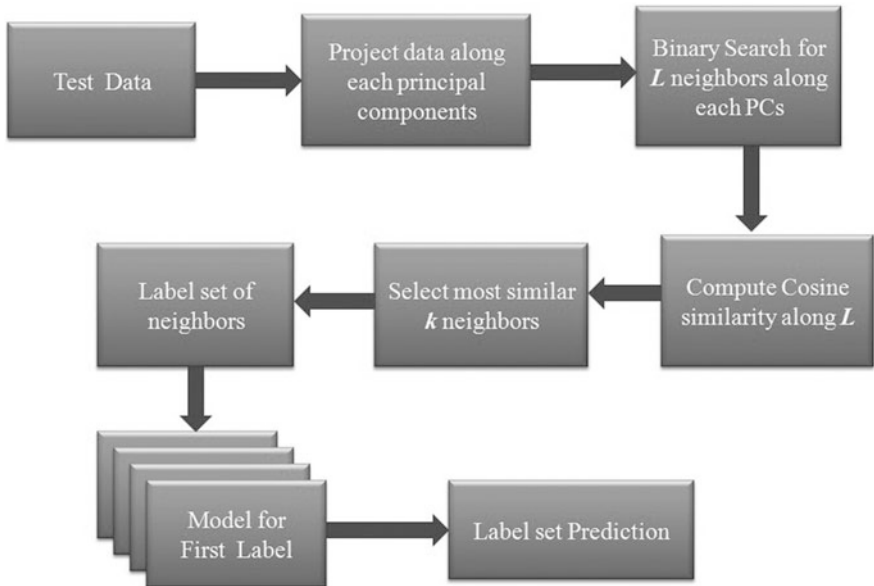 Test Data
Project data along
each principal
components
Binary Search for
L neighbors along
each PCs
Compute Cosine
similarity along L
Select most similar
k neighbors
Label set of
neighbors
Model for
First Label
Label set Prediction